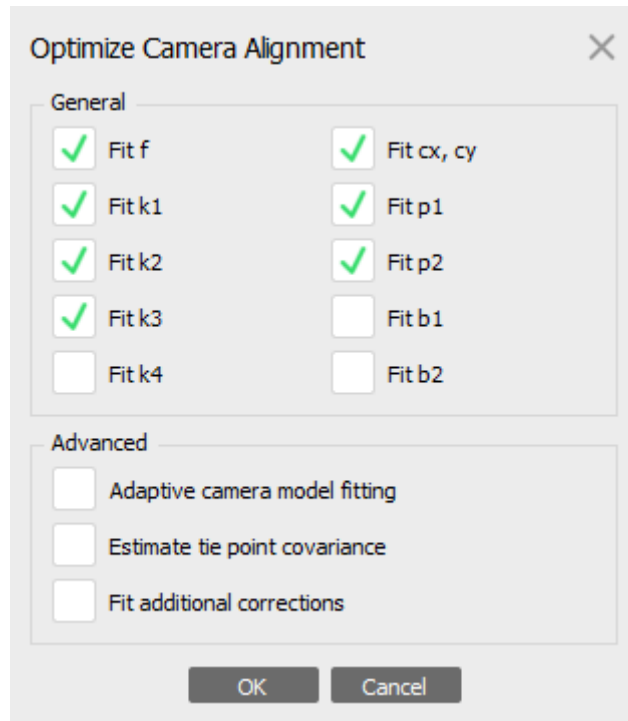 Optimize Camera Alignment
General
Fit f
Fit cx, cy
Fit k1
Fit p1
Fit k2
Fit p2
Fit k3
Fit b1
Fit k4
Fit b2
Advanced
Adaptive camera model fitting
Estimate tie point covariance
Fit additional corrections
OK
Cancel